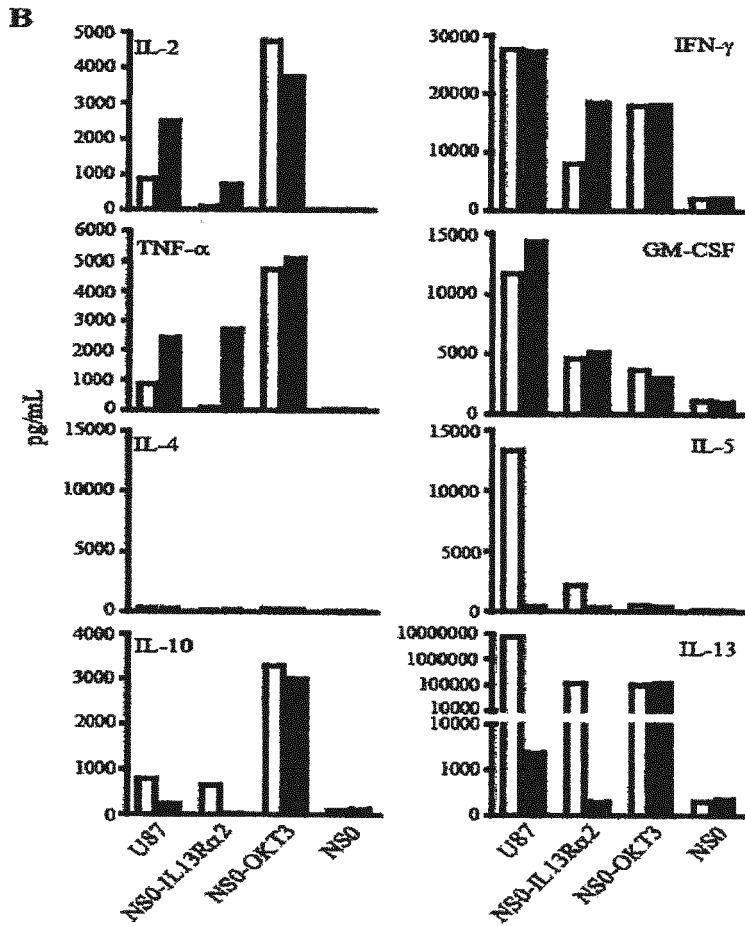 B
IL-2
5000
4000
3000
2000
1000
0
IFN-γ
30000
20000
10000
0
TNF-α
6000
5000
4000
3000
2000
1000
0
GM-CSF
15000
10000
5000
0
pg/mL
IL-4
15000
10000
5000
0
IL-5
15000
10000
5000
0
IL-10
4000
3000
2000
1000
0
IL-13
10000000
1000000
100000
10000
10000
1000
0
U87
NS0-IL13Rα2
NS0-OKT3
NS0
U87
NS0-IL13Rα2
NS0-OKT3
NS0